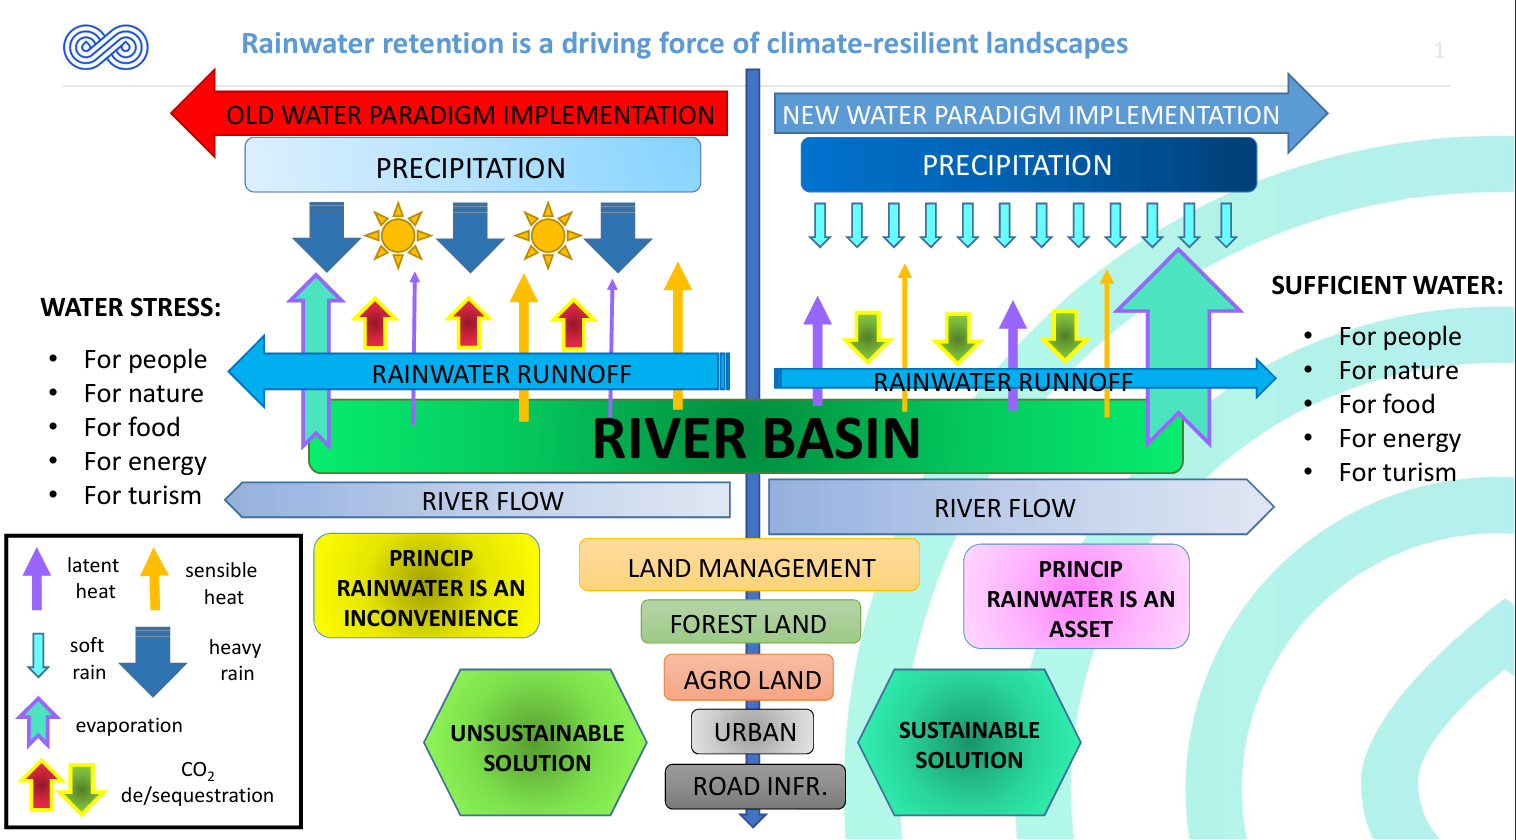 Rainwater retention is a driving force of climate-resilient landscapes
1
OLD WATER PARADIGM IMPLEMENTATION
NEW WATER PARADIGM IMPLEMENTATION
PRECIPITATION
PRECIPITATION
WATER STRESS:
• For people
• For nature
• For food
• For energy
• For turism
SUFFICIENT WATER:
• For people
• For nature
• For food
• For energy
• For turism
RAINWATER RUNNOFF
RAINWATER RUNNOFF
RIVER BASIN
RIVER FLOW
RIVER FLOW
PRINCIP
RAINWATER IS AN
INCONVENIENCE
LAND MANAGEMENT
FOREST LAND
AGRO LAND
URBAN
ROAD INFR.
PRINCIP
RAINWATER IS AN
ASSET
UNSUSTAINABLE
SOLUTION
SUSTAINABLE
SOLUTION
latent
heat
sensible
heat
soft
rain
heavy
rain
evaporation
CO2
de/sequestration